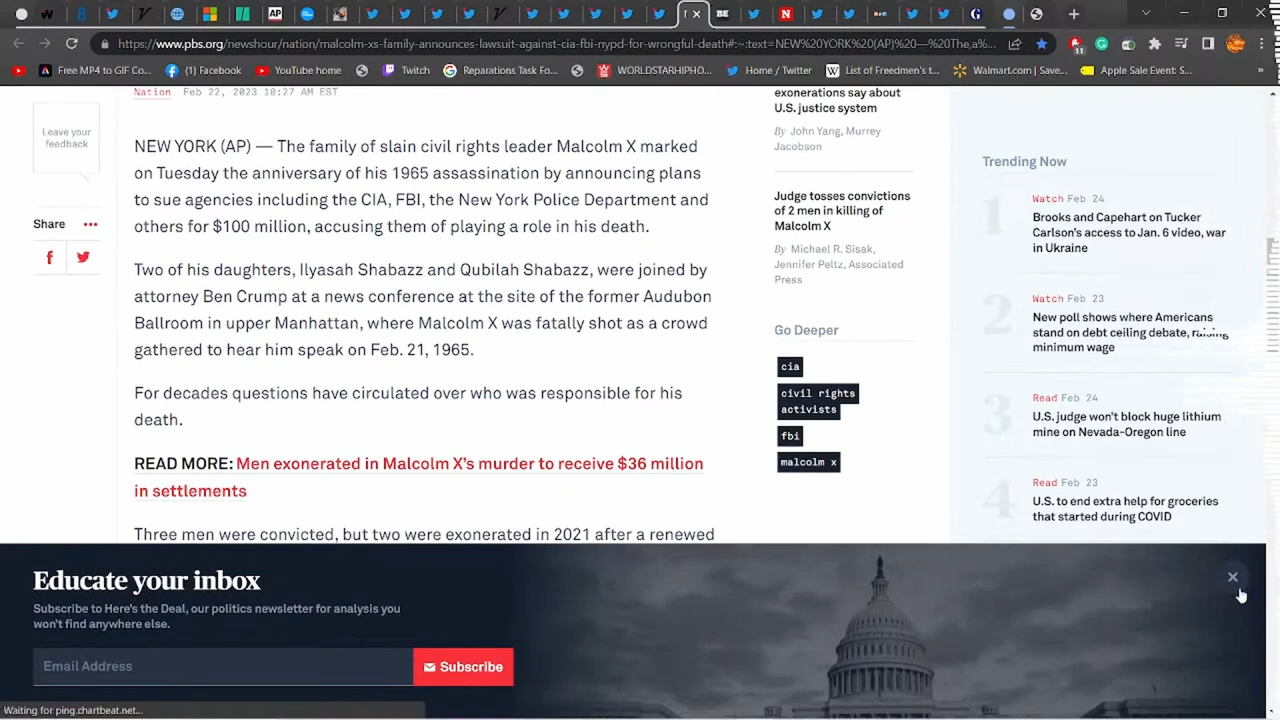 https://www.pbs.org/newshour/nation/malcolm-xs-family-announces-lawsuit-against-cia-fbi-nypd-for-wrongful-death#:~:text=NEW%20YORK%20(AP)%20—%20The,a%...
11
Free MP4 to GIF Co...
(1) Facebook
YouTube home
Twitch
Reparations Task Fo...
WORLDSTARHIPHO...
Home / Twitter
List of Freedmen's t...
Walmart.com | Save...
Apple Sale Event: S...
»
Nation Feb 22, 2023 10:27 AM EST
Leave your
feedback
Share
NEW YORK (AP) — The family of slain civil rights leader Malcolm X marked
on Tuesday the anniversary of his 1965 assassination by announcing plans
to sue agencies including the CIA, FBI, the New York Police Department and
others for $100 million, accusing them of playing a role in his death.
Two of his daughters, Ilyasah Shabazz and Qubilah Shabazz, were joined by
attorney Ben Crump at a news conference at the site of the former Audubon
Ballroom in upper Manhattan, where Malcolm X was fatally shot as a crowd
gathered to hear him speak on Feb. 21, 1965.
For decades questions have circulated over who was responsible for his
death.
READ MORE: Men exonerated in Malcolm X's murder to receive $36 million
in settlements
Three men were convicted, but two were exonerated in 2021 after a renewed
exonerations say about
U.S. justice system
By John Yang, Murrey
Jacobson
Judge tosses convictions
of 2 men in killing of
Malcolm X
By Michael R. Sisak,
Jennifer Peltz, Associated
Press
Go Deeper
cia
civil rights
activists
fbi
malcolm x
Trending Now
1
Watch Feb 24
Brooks and Capehart on Tucker
Carlson's access to Jan. 6 video, war
in Ukraine
2
Watch Feb 23
New poll shows where Americans
stand on debt ceiling debate, raising
minimum wage
3
Read Feb 24
U.S. judge won't block huge lithium
mine on Nevada-Oregon line
4
Read Feb 23
U.S. to end extra help for groceries
that started during COVID
Educate your inbox
Subscribe to Here's the Deal, our politics newsletter for analysis you
won't find anywhere else.
Email Address
Subscribe
Waiting for ping.chartbeat.net...